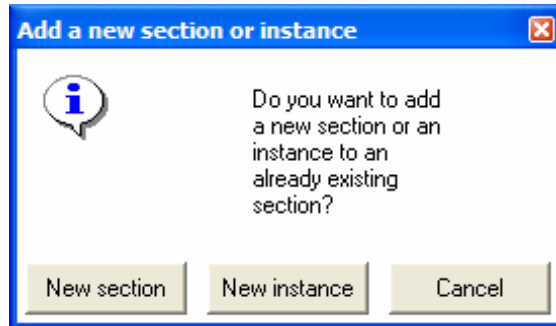 Add a new section or instance
Do you want to add
a new section or an
instance to an
already existing
section?
New section New instance Cancel